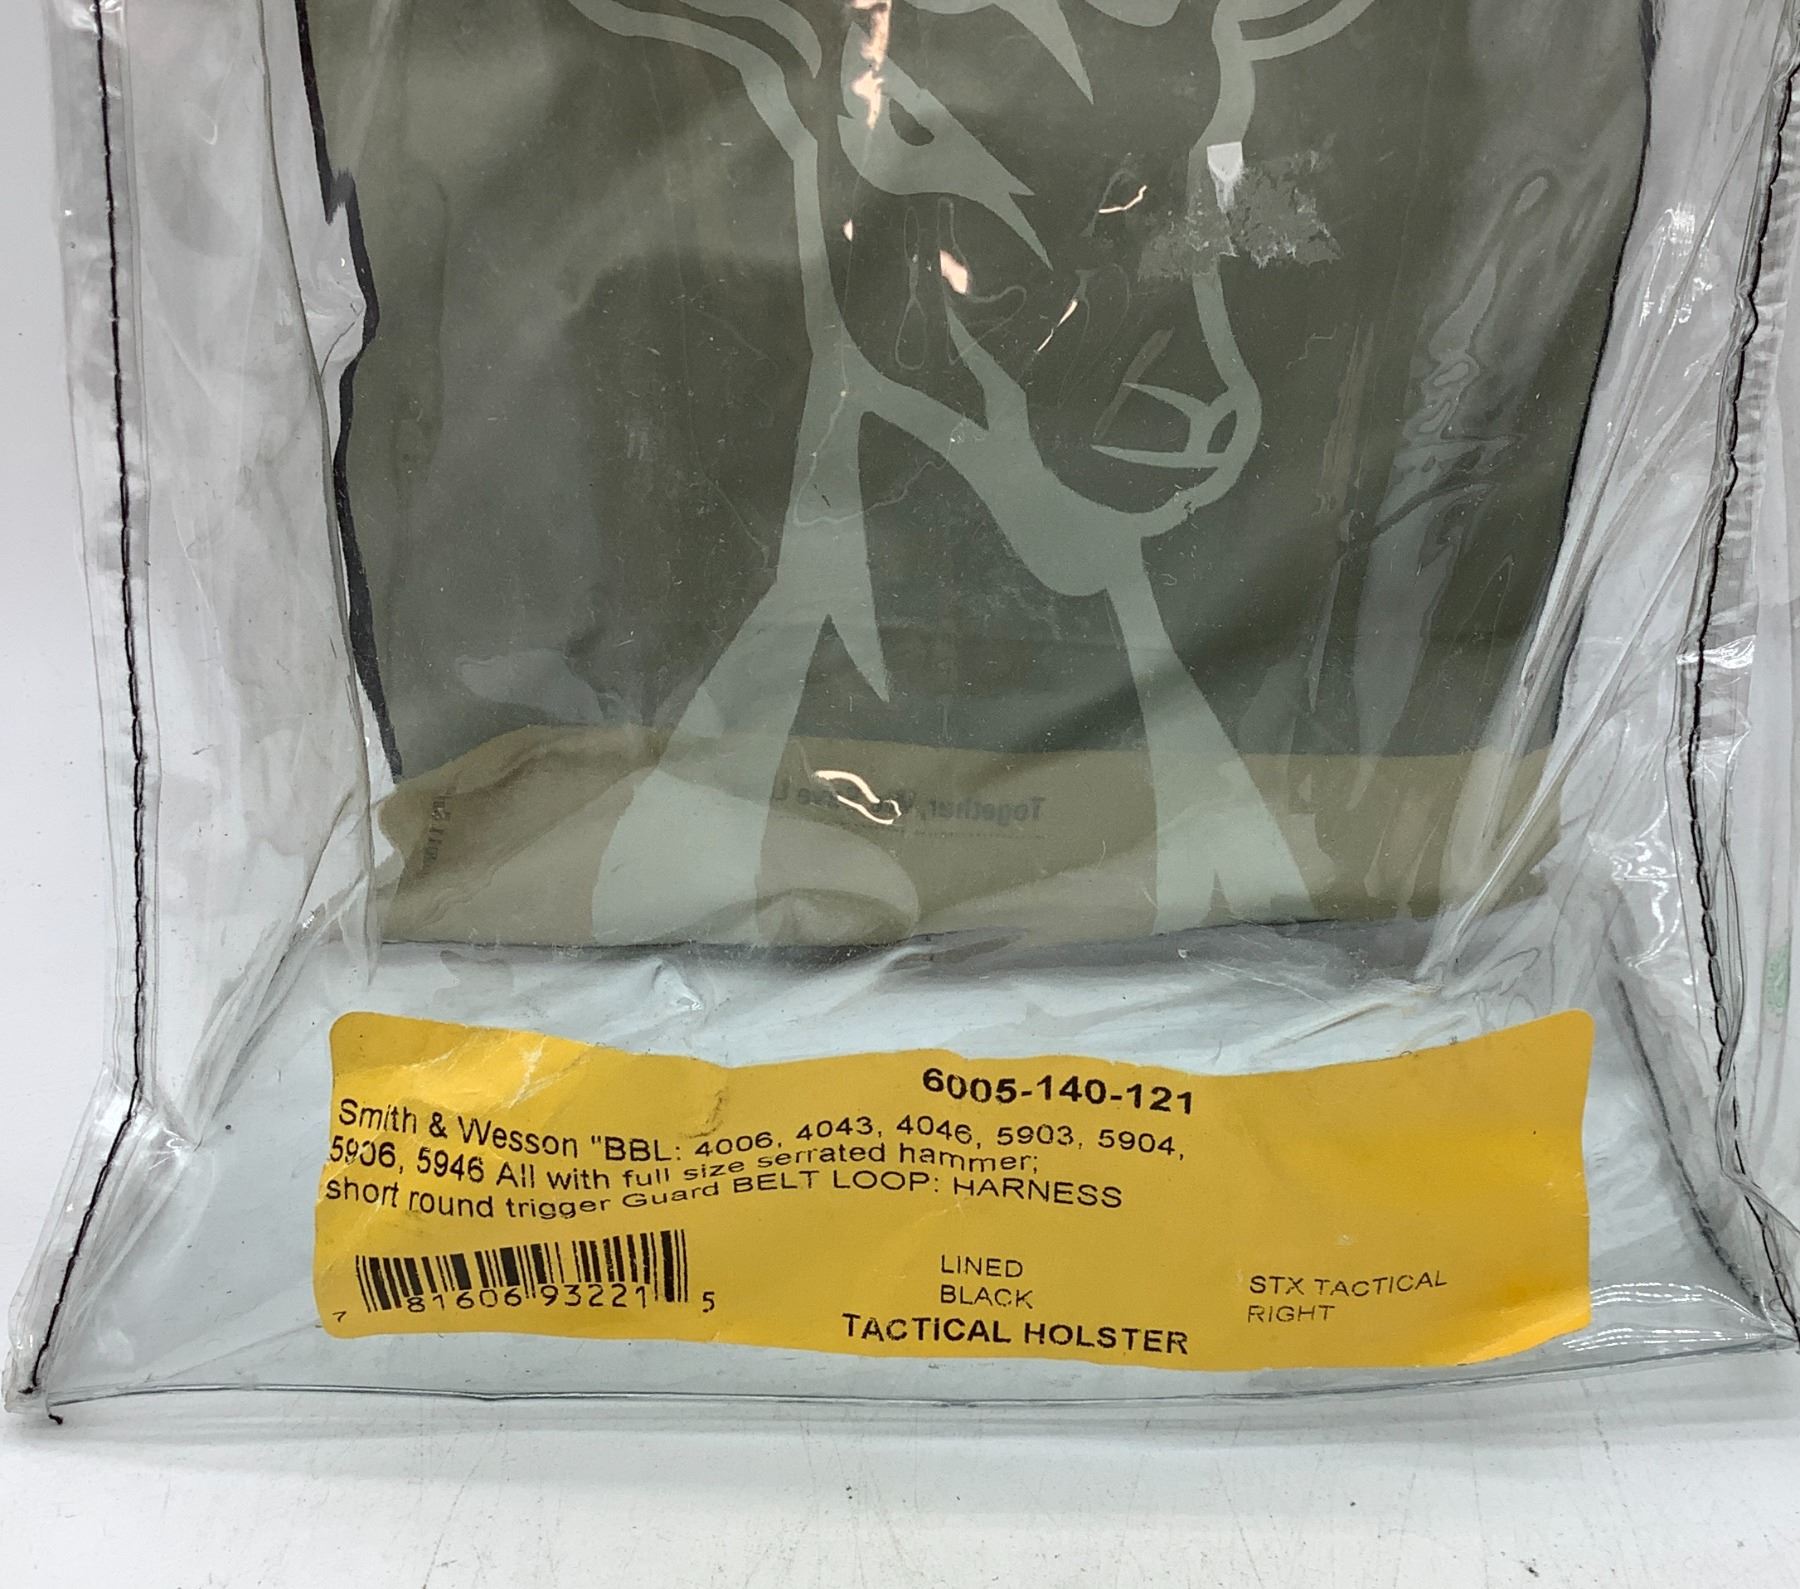 Together,
6005-140-121
Smith & Wesson "BBL: 4006, 4043, 4046, 5903, 5904,
5906, 5946 All with full size serrated hammer;
short round trigger Guard BELT LOOP: HARNESS
7 81606 93221 5
LINED
BLACK
TACTICAL HOLSTER
STX TACTICAL
RIGHT